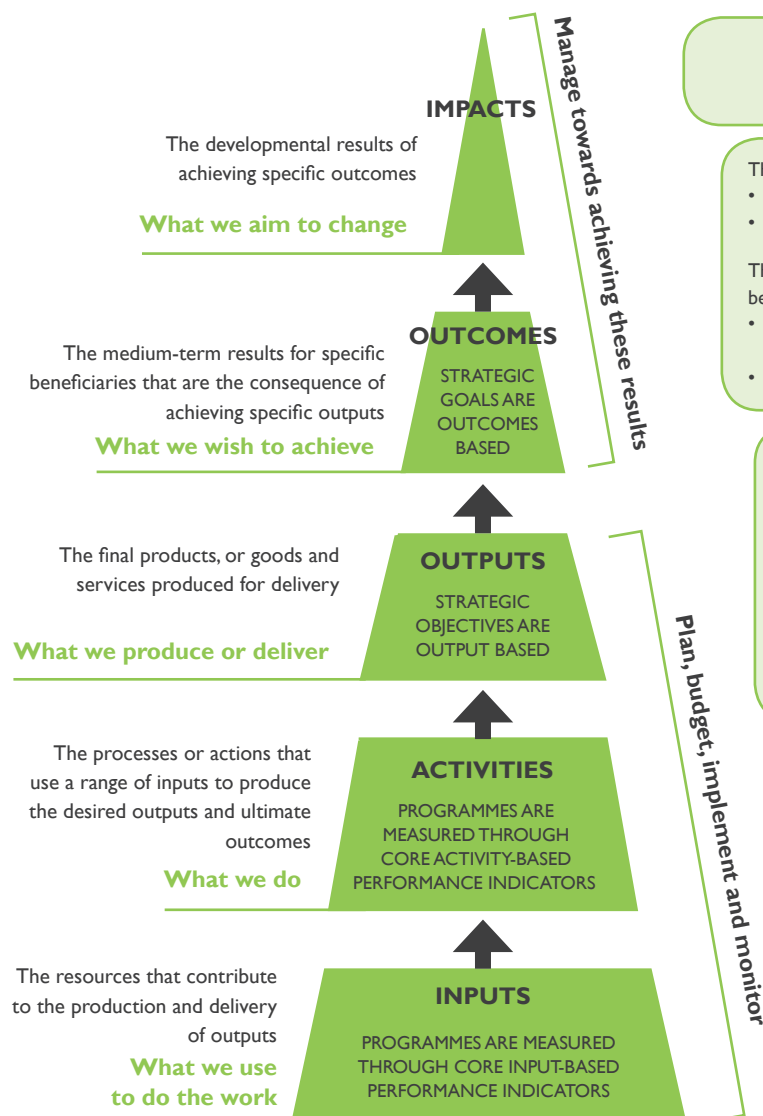 IMPACTS
The developmental results of
achieving specific outcomes
What we aim to change
OUTCOMES
STRATEGIC
GOALS ARE
OUTCOMES
BASED
The medium-term results for specific
beneficiaries that are the consequence of
achieving specific outputs
What we wish to achieve
Manage towards achieving these results
OUTPUTS
STRATEGIC
OBJECTIVES ARE
OUTPUT BASED
The final products, or goods and
services produced for delivery
What we produce or deliver
ACTIVITIES
PROGRAMMES ARE
MEASURED THROUGH
CORE ACTIVITY-BASED
PERFORMANCE INDICATORS
The processes or actions that
use a range of inputs to produce
the desired outputs and ultimate
outcomes
What we do
INPUTS
PROGRAMMES ARE MEASURED
THROUGH CORE INPUT-BASED
PERFORMANCE INDICATORS
The resources that contribute
to the production and delivery
of outputs
What we use
to do the work
Plan, budget, implement and monitor